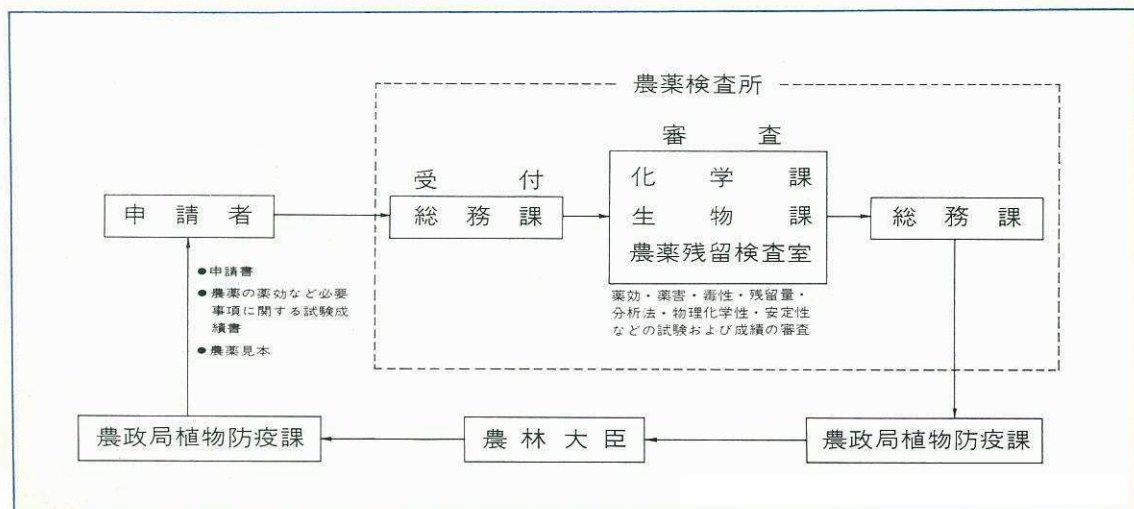 農薬検査所
審査
受付
化学課
申請者
総務課
生物課
総務課
農薬残留検査室
●申請書
●農薬の薬効など必要
事項に関する試験成
績書
●農薬見本
薬効・薬害・毒性・残留量・
分析法・物理化学性・安定性
などの試験および成績の審査
農政局植物防疫課
農林大臣
農政局植物防疫課